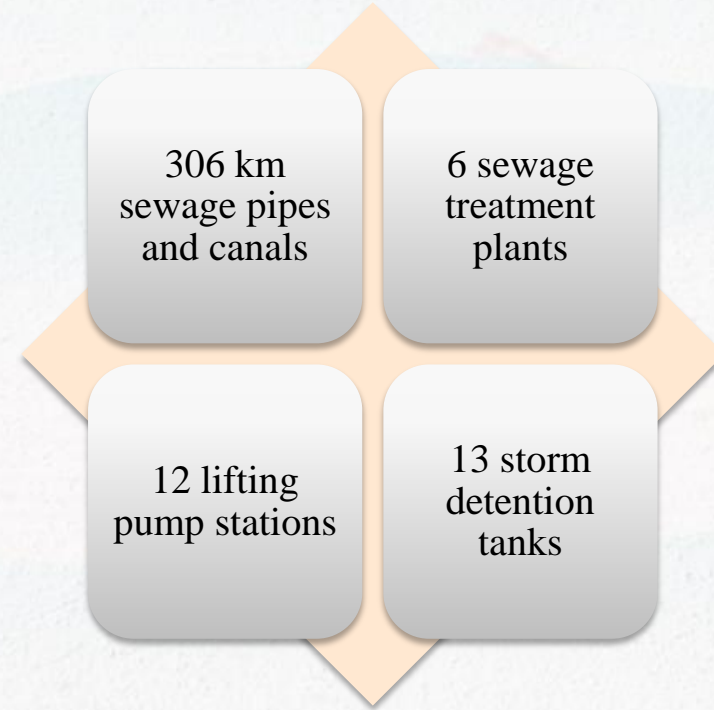 306 km
sewage pipes
and canals
6 sewage
treatment
plants
12 lifting
pump stations
13 storm
detention
tanks